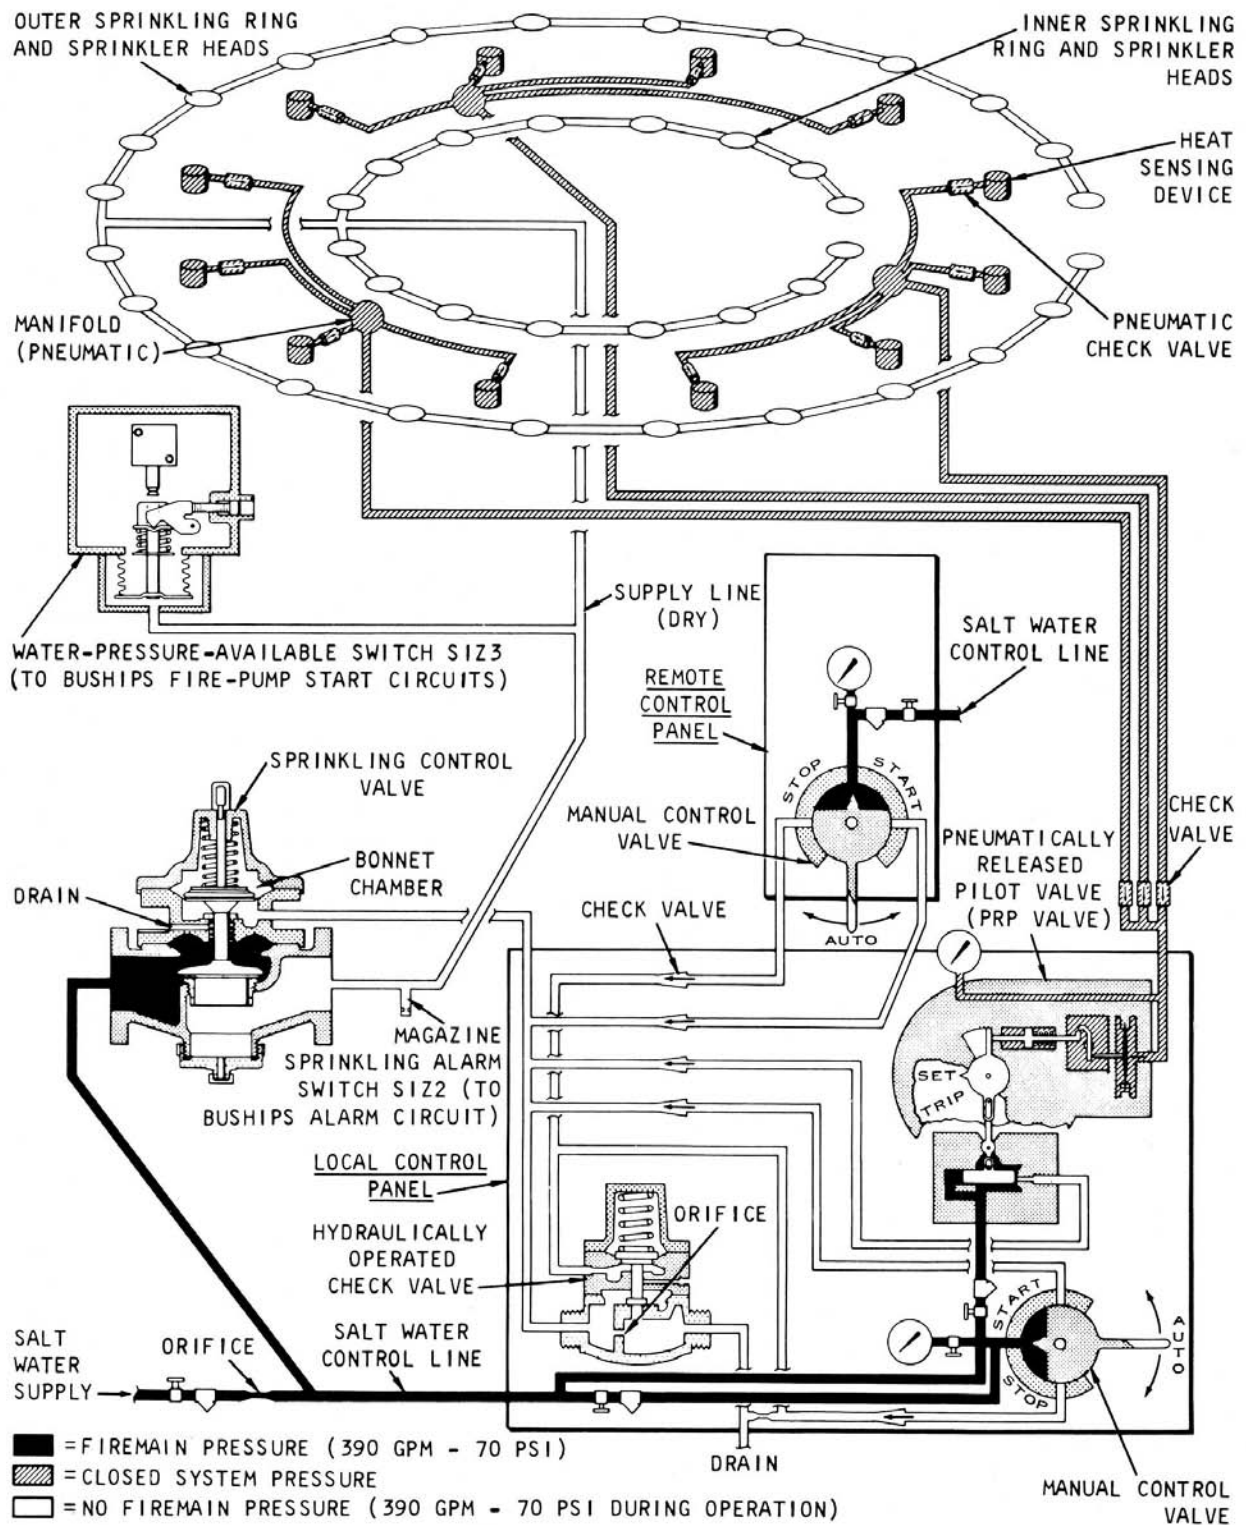 OUTER SPRINKLING RING
AND SPRINKLER HEADS
INNER SPRINKLING
RING AND SPRINKLER
HEADS
HEAT
SENSING
DEVICE
MANIFOLD
(PNEUMATIC)
PNEUMATIC
CHECK VALVE
WATER-PRESSURE-AVAILABLE SWITCH SIZ3
(TO BUSHIPS FIRE-PUMP START CIRCUITS)
SUPPLY LINE
(DRY)
SALT WATER
CONTROL LINE
REMOTE
CONTROL
PANEL
STOP
START
AUTO
MANUAL CONTROL
VALVE
SPRINKLING CONTROL
VALVE
BONNET
CHAMBER
DRAIN
CHECK
VALVE
PNEUMATICALLY
RELEASED
PILOT VALVE
(PRP VALVE)
CHECK VALVE
MAGAZINE
SPRINKLING ALARM
SWITCH SIZ2 (TO
BUSHIPS ALARM CIRCUIT)
SET
TRIP
LOCAL CONTROL
PANEL
HYDRAULICALLY
OPERATED
CHECK VALVE
ORIFICE
START
STOP
AUTO
SALT
WATER
SUPPLY
ORIFICE
SALT WATER
CONTROL LINE
DRAIN
MANUAL CONTROL
VALVE
= FIREMAIN PRESSURE (390 GPM - 70 PSI)
= CLOSED SYSTEM PRESSURE
= NO FIREMAIN PRESSURE (390 GPM - 70 PSI DURING OPERATION)